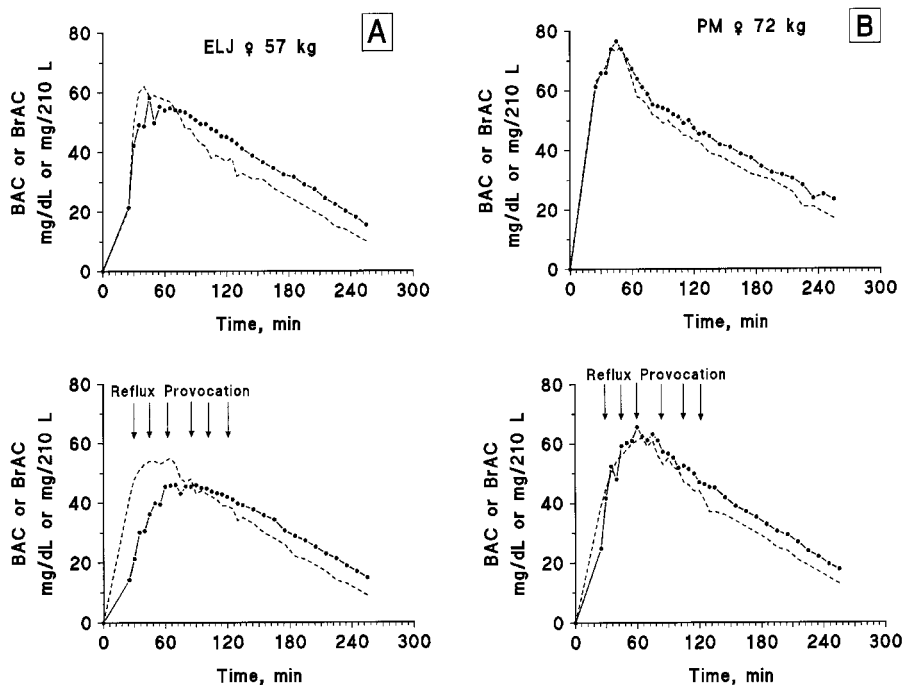 ELJ ♀ 57 kg
A
BAC or BrAC
mg/dL or mg/210 L
80
60
40
20
0
0 60 120 180 240 300
Time, min
PM ♀ 72 kg
B
BAC or BrAC
mg/dL or mg/210 L
80
60
40
20
0
0 60 120 180 240 300
Time, min
Reflux Provocation
BAC or BrAC
mg/dL or mg/210 L
80
60
40
20
0
0 60 120 180 240 300
Time, min
Reflux Provocation
BAC or BrAC
mg/dL or mg/210 L
80
60
40
20
0
0 60 120 180 240 300
Time, min